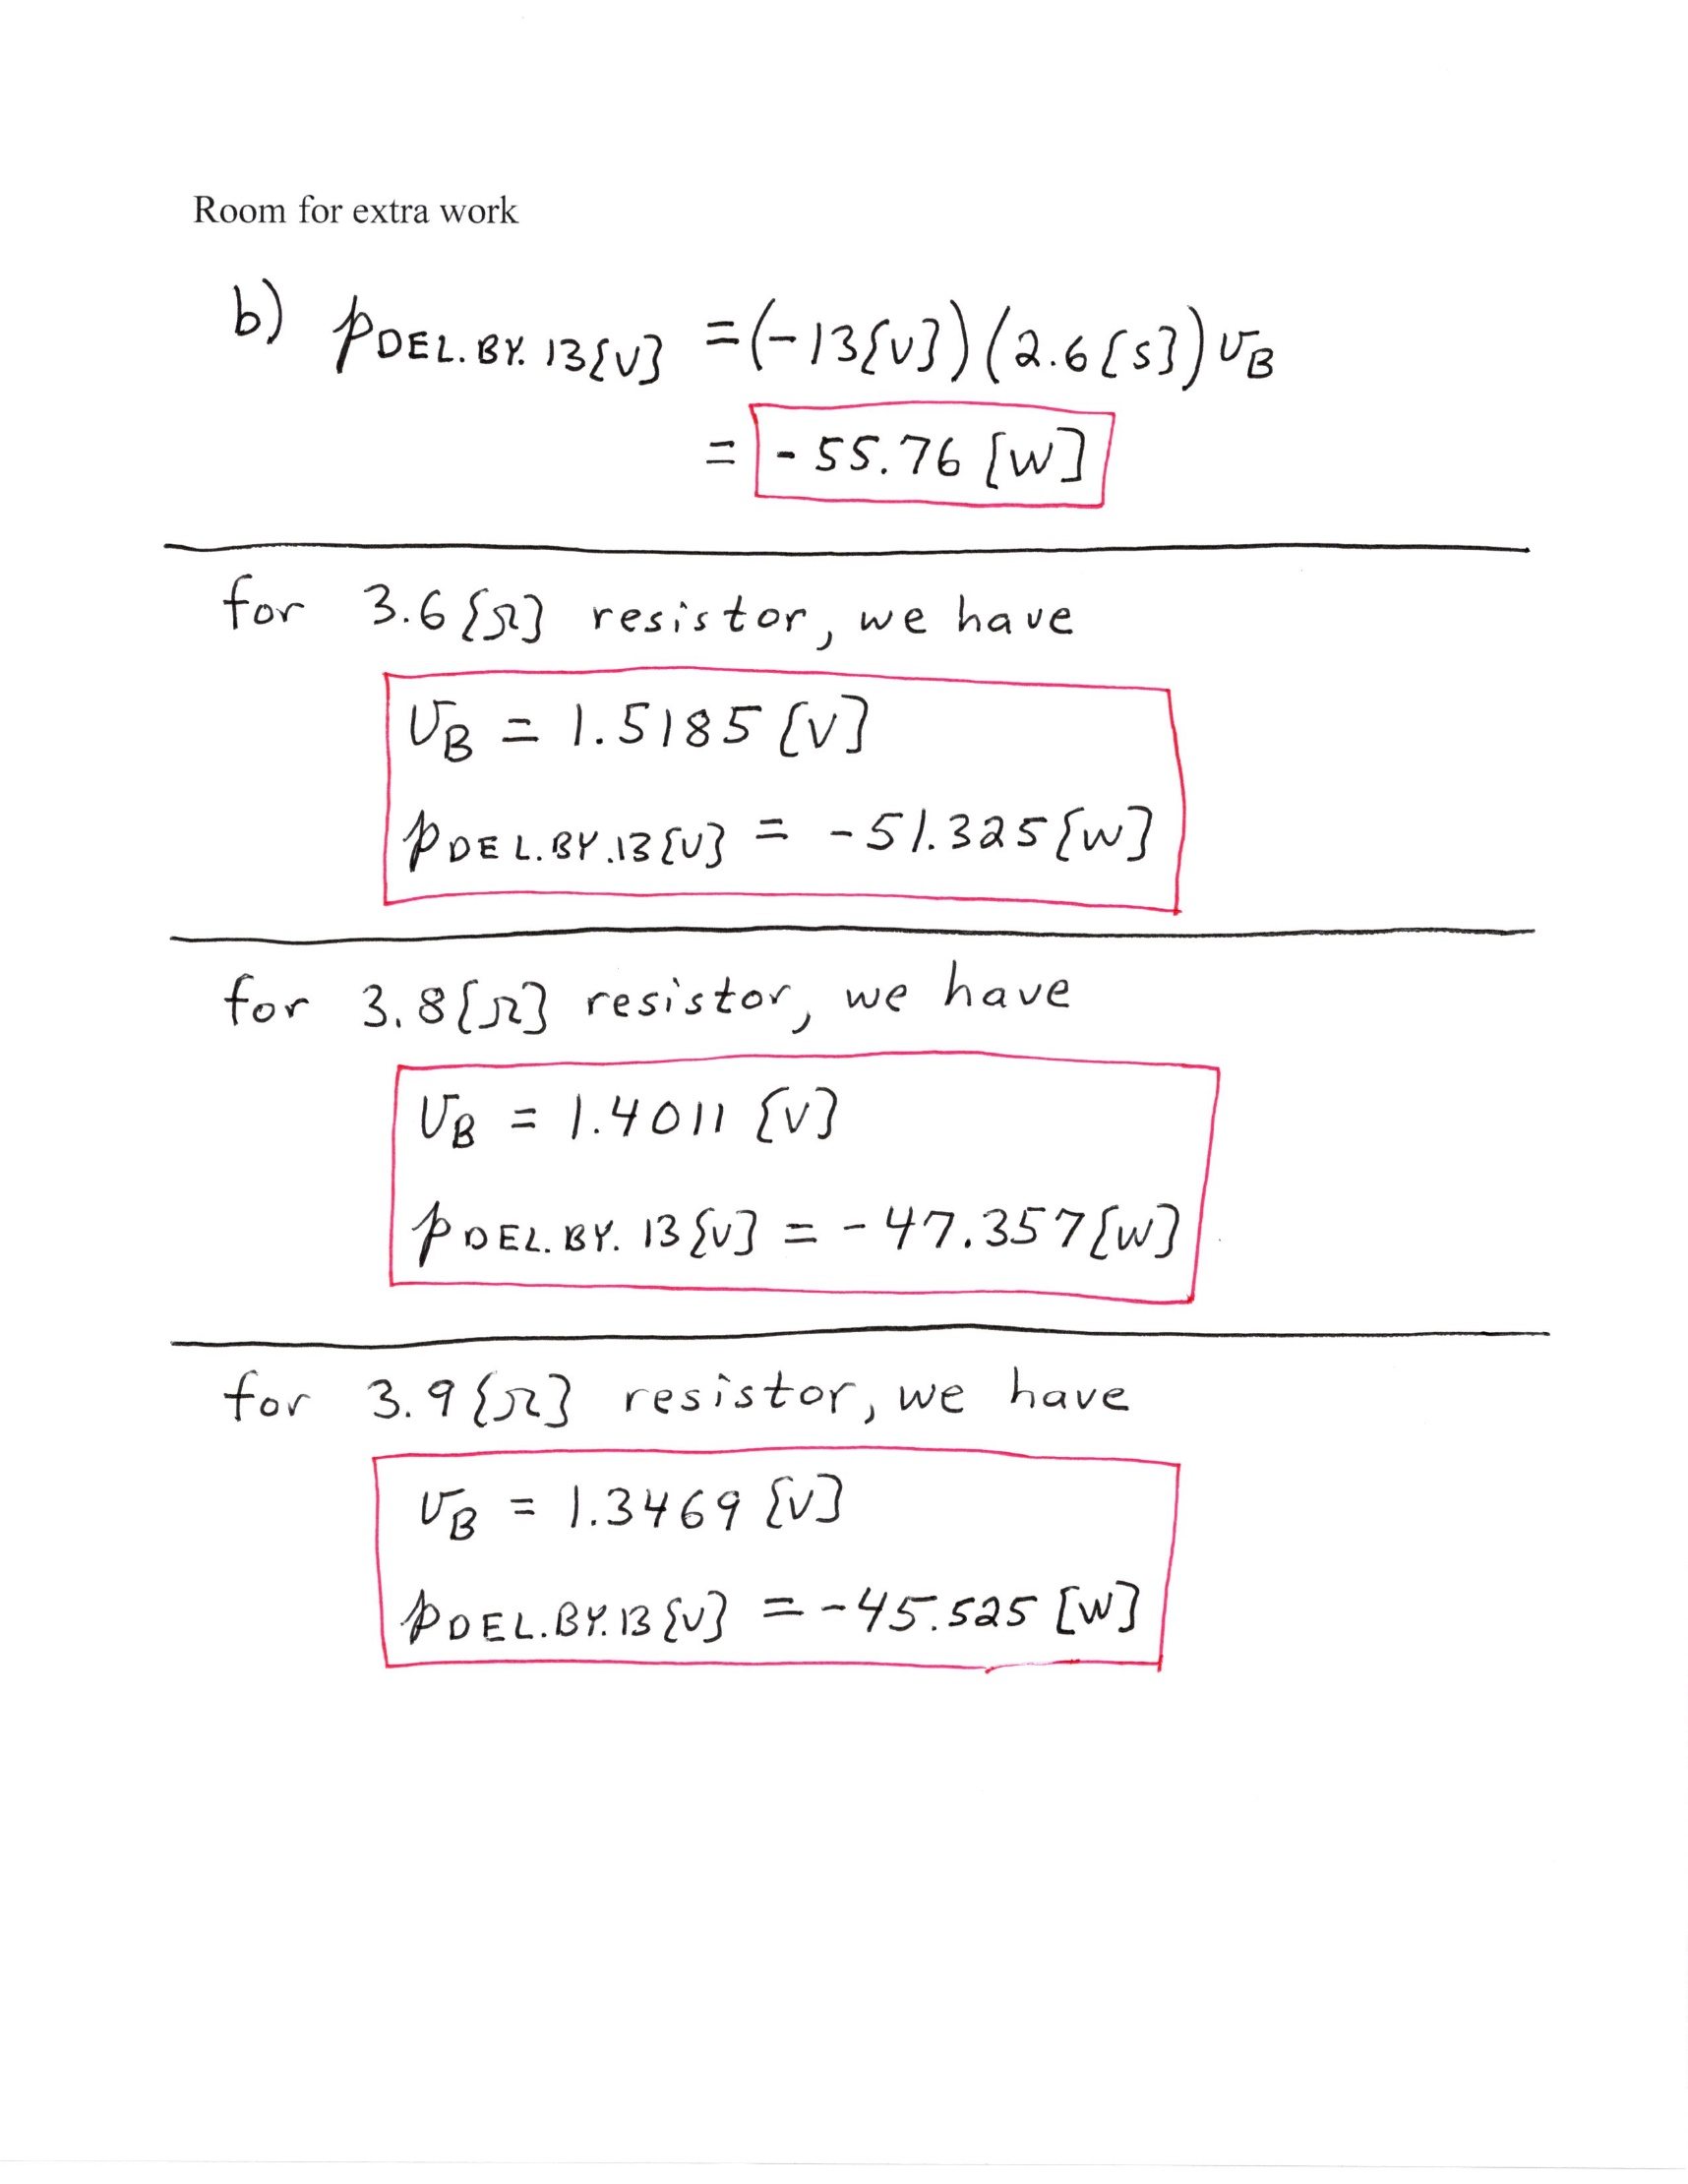 Room for extra work
b) pDEL.BY. 13[V] = (-13[V])(2.6[S])vB
= -55.76 [W]
for 3.6[Ω] resistor, we have
vB = 1.5185 [V]
pDEL.BY.13[V] = -51.325[W]
for 3.8[Ω] resistor, we have
vB = 1.4011 [V]
pDEL.BY. 13[V] = -47.357[W]
for 3.9[Ω] resistor, we have
vB = 1.3469 [V]
pDEL.BY.13[V] = -45.525 [W]